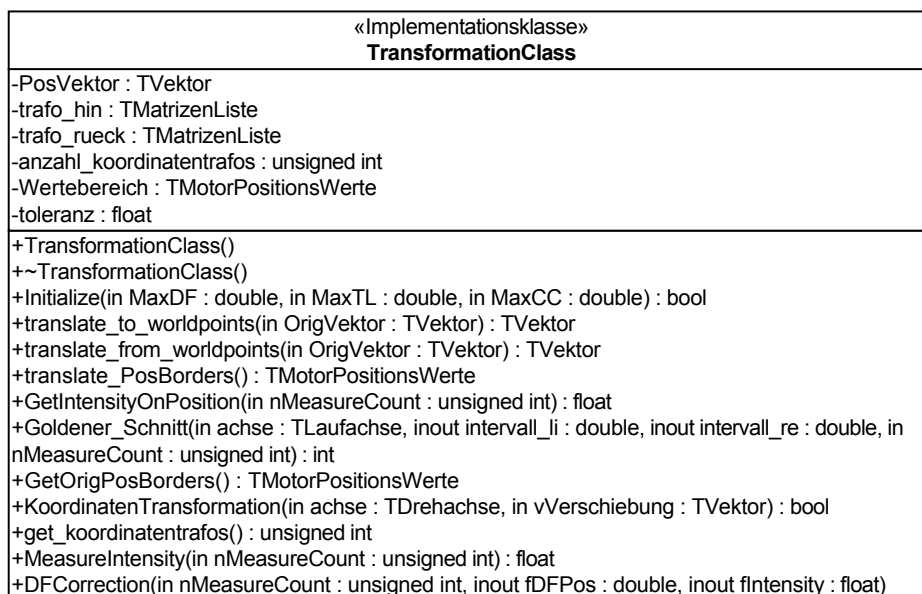 «Implementationsklasse»
TransformationClass
-PosVektor : TVektor
-trafo_hin : TMatrizenListe
-trafo_rueck : TMatrizenListe
-anzahl_koordinatentrafos : unsigned int
-Wertebereich : TMotorPositionsWerte
-toleranz : float
+TransformationClass()
+~TransformationClass()
+Initialize(in MaxDF : double, in MaxTL : double, in MaxCC : double) : bool
+translate_to_worldpoints(in OrigVektor : TVektor) : TVektor
+translate_from_worldpoints(in OrigVektor : TVektor) : TVektor
+translate_PosBorders() : TMotorPositionsWerte
+GetIntensityOnPosition(in nMeasureCount : unsigned int) : float
+Goldener_Schnitt(in achse : TLaufachse, inout intervall_li : double, inout intervall_re : double, in
nMeasureCount : unsigned int) : int
+GetOrigPosBorders() : TMotorPositionsWerte
+KoordinatenTransformation(in achse : TDrehachse, in vVerschiebung : TVektor) : bool
+get_koordinatentrafos() : unsigned int
+MeasureIntensity(in nMeasureCount : unsigned int) : float
+DFCorrection(in nMeasureCount : unsigned int, inout fDFPos : double, inout fIntensity : float)